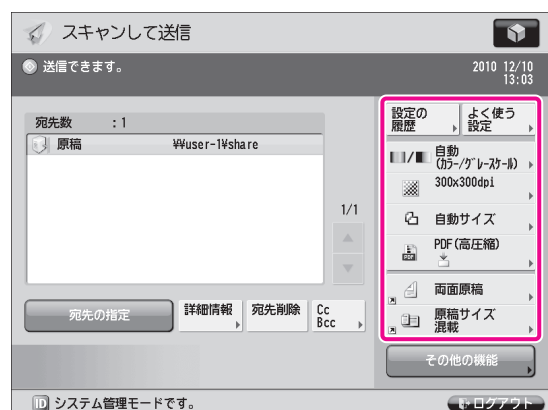 スキャンして送信
送信できます。
2010 12/10
13:03
宛先数 :1
原稿 ￥￥user-1￥share
1/1
宛先の指定
詳細情報
宛先削除
Cc
Bcc
設定の
履歴
よく使う
設定
自動
(ｶﾗｰ/ｸﾞﾚｰｽｹｰﾙ)
300x300dpi
自動サイズ
PDF(高圧縮)
両面原稿
原稿サイズ
混載
その他の機能
ID システム管理モードです。
ログアウト